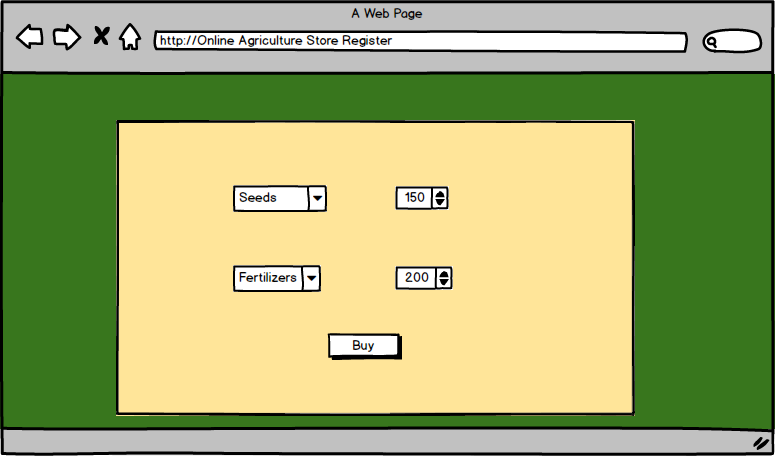 A Web Page
http://Online Agriculture Store Register
Seeds
150
Fertilizers
200
Buy